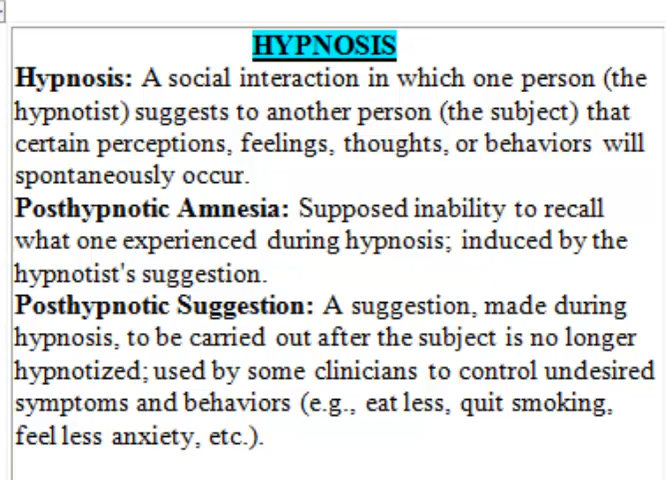 HYPNOSIS
Hypnosis: A social interaction in which one person (the
hypnotist) suggests to another person (the subject) that
certain perceptions, feelings, thoughts, or behaviors will
spontaneously occur.
Posthypnotic Amnesia: Supposed inability to recall
what one experienced during hypnosis; induced by the
hypnotist's suggestion.
Posthypnotic Suggestion: A suggestion, made during
hypnosis, to be carried out after the subject is no longer
hypnotized; used by some clinicians to control undesired
symptoms and behaviors (e.g., eat less, quit smoking,
feel less anxiety, etc.).